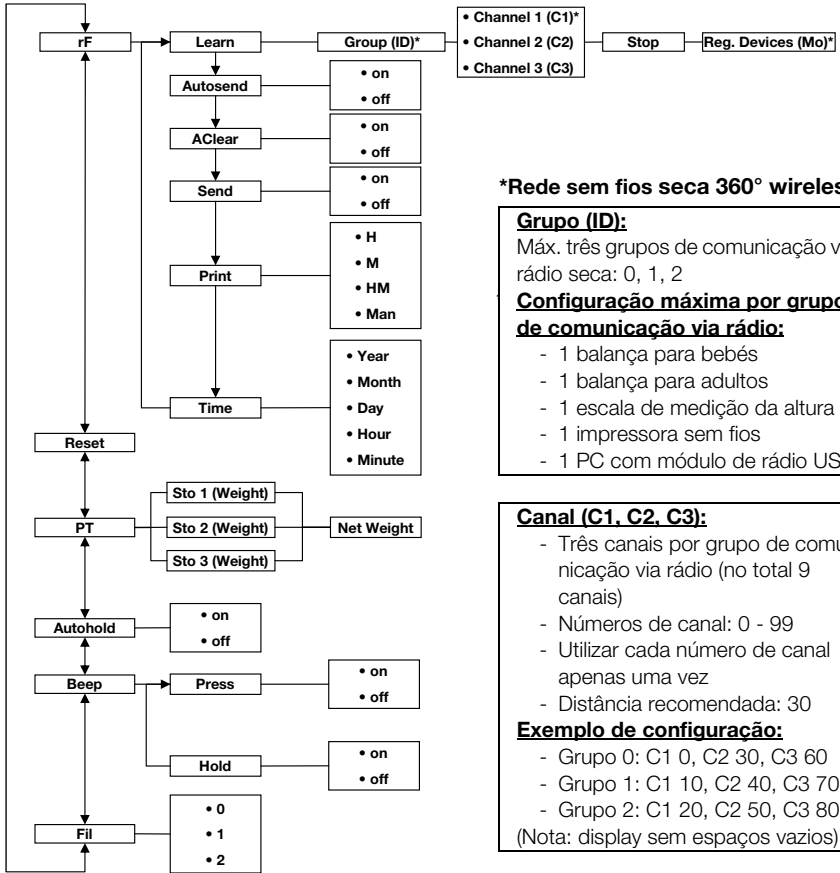 rF
Learn
Group (ID)*
• Channel 1 (C1)*
• Channel 2 (C2)
• Channel 3 (C3)
Stop
Reg. Devices (Mo)*
Autosend
• on
• off
AClear
• on
• off
Send
• on
• off
Print
• H
• M
• HM
• Man
Time
• Year
• Month
• Day
• Hour
• Minute
Reset
PT
Sto 1 (Weight)
Sto 2 (Weight)
Sto 3 (Weight)
Net Weight
Autohold
• on
• off
Beep
Press
• on
• off
Hold
• on
• off
Fil
• 0
• 1
• 2
*Rede sem fios seca 360° wireles
Grupo (ID):
Máx. três grupos de comunicação v
rádio seca: 0, 1, 2
Configuração máxima por grupo
de comunicação via rádio:
- 1 balança para bebés
- 1 balança para adultos
- 1 escala de medição da altura
- 1 impressora sem fios
- 1 PC com módulo de rádio US
Canal (C1, C2, C3):
- Três canais por grupo de comu
nicação via rádio (no total 9
canais)
- Números de canal: 0 - 99
- Utilizar cada número de canal
apenas uma vez
- Distância recomendada: 30
Exemplo de configuração:
- Grupo 0: C1 0, C2 30, C3 60
- Grupo 1: C1 10, C2 40, C3 70
- Grupo 2: C1 20, C2 50, C3 80
(Nota: display sem espaços vazios)